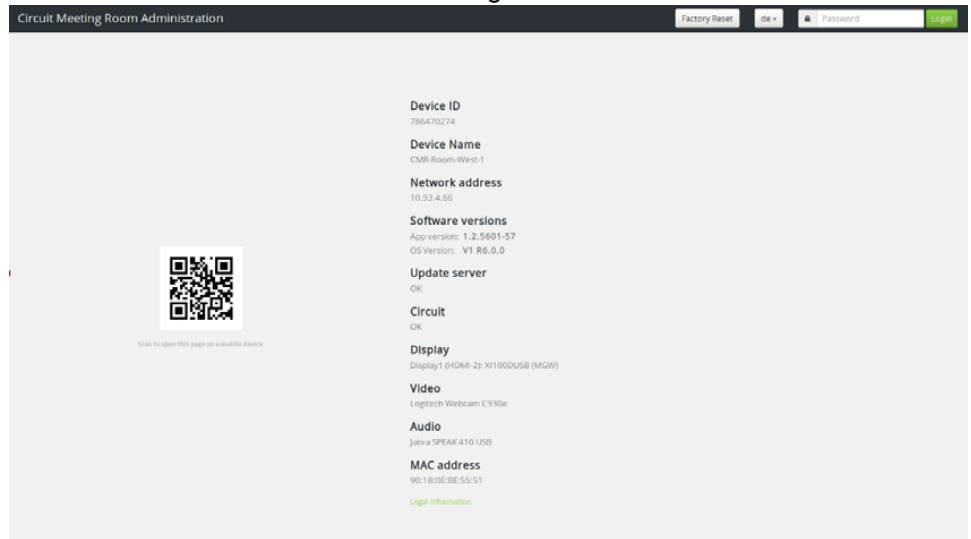 Circuit Meeting Room Administration
Factory Reset
de
Password
Login
Device ID
786470274
Device Name
CMR-Room-West-1
Network address
10.93.4.66
Software versions
App version: 1.2.5601-57
OS Version: V1 R6.0.0
Update server
OK
Circuit
OK
Display
Display1 (HDMI-2): XI100DUSB (MGW)
Video
Logitech Webcam C930e
Audio
Jabra SPEAK 410 USB
MAC address
90:1B:0E:BE:55:51
Legal information
Scan to open this page on a mobile device.